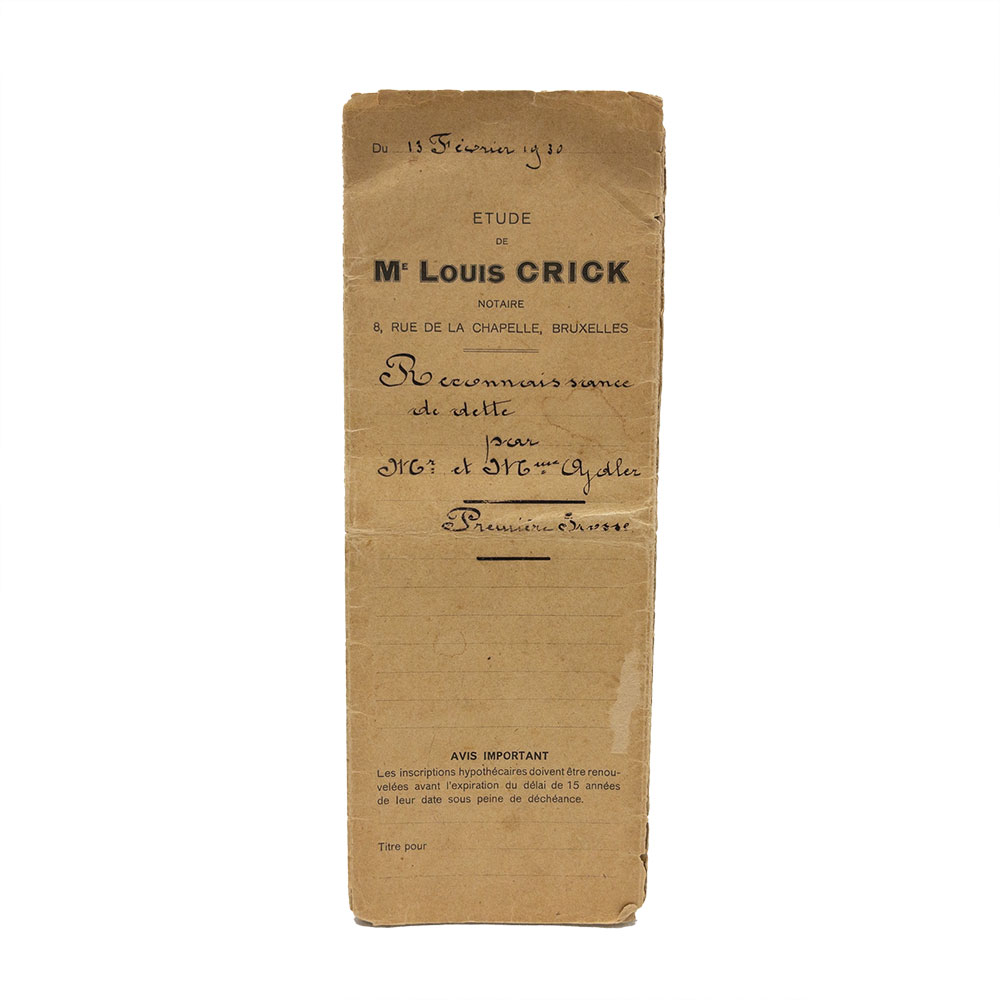 Du 13 Février 1930
ETUDE
DE
Me Louis CRICK
NOTAIRE
8, RUE DE LA CHAPELLE, BRUXELLES
Reconnaissance
de dette
par
Mr et Mme
Première Grosse
AVIS IMPORTANT
Les inscriptions hypothécaires doivent être renou-
velées avant l'expiration du délai de 15 années
de leur date sous peine de déchéance.
Titre pour